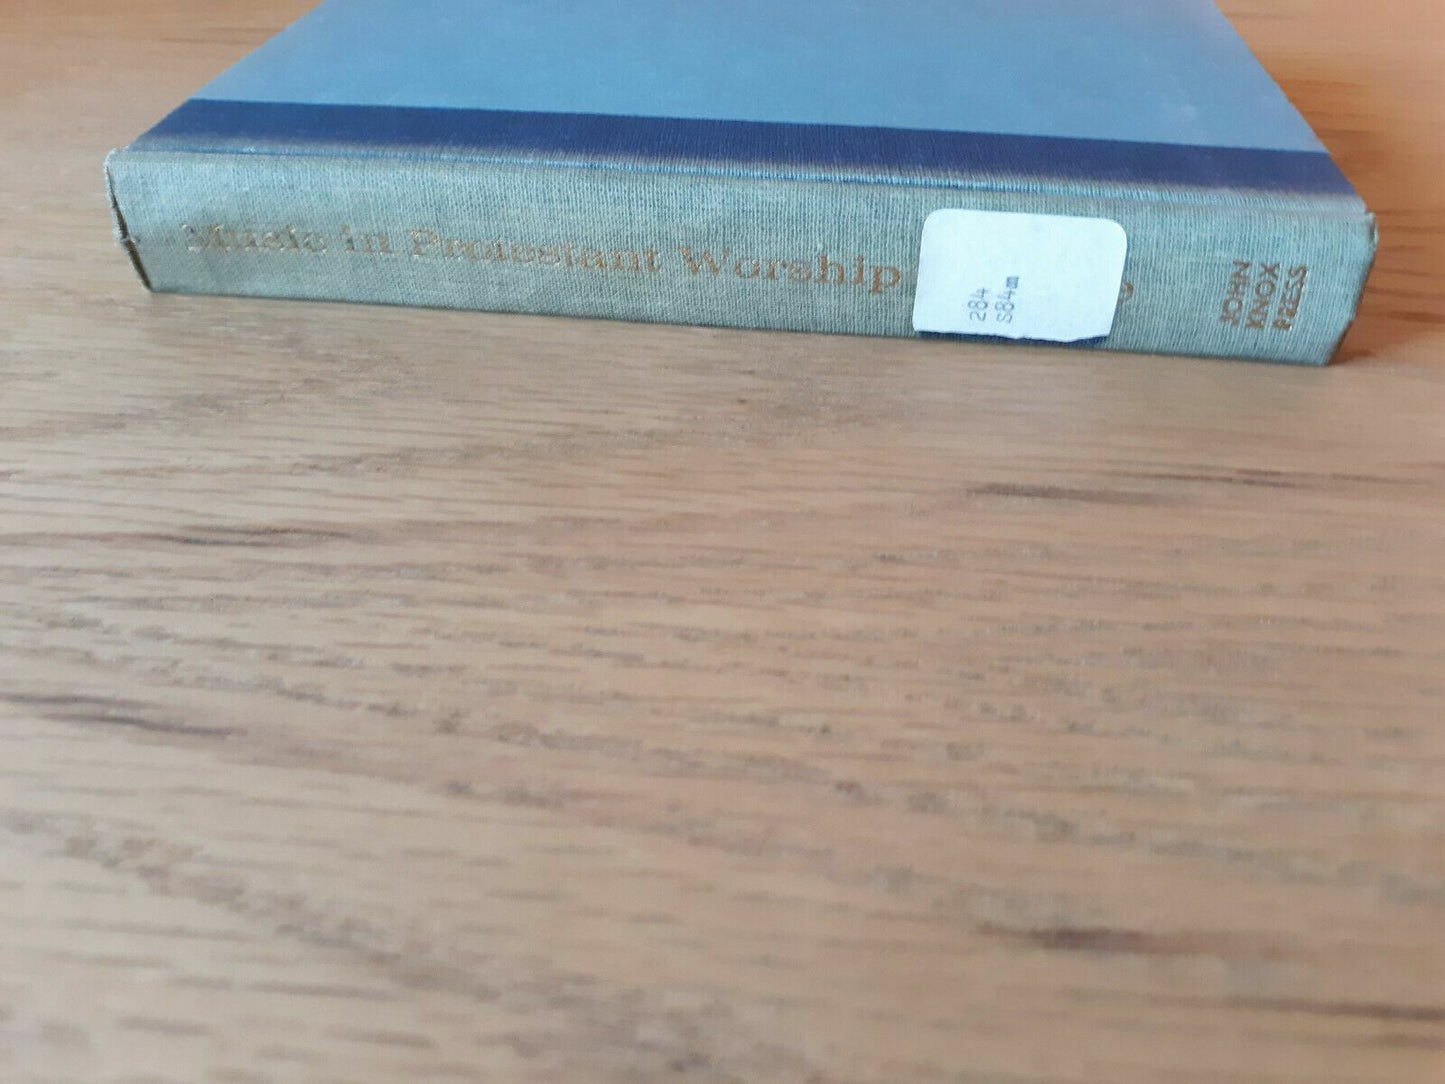 Music in Protestant Worship
284
S84m
JOHN
KNOX
PRESS